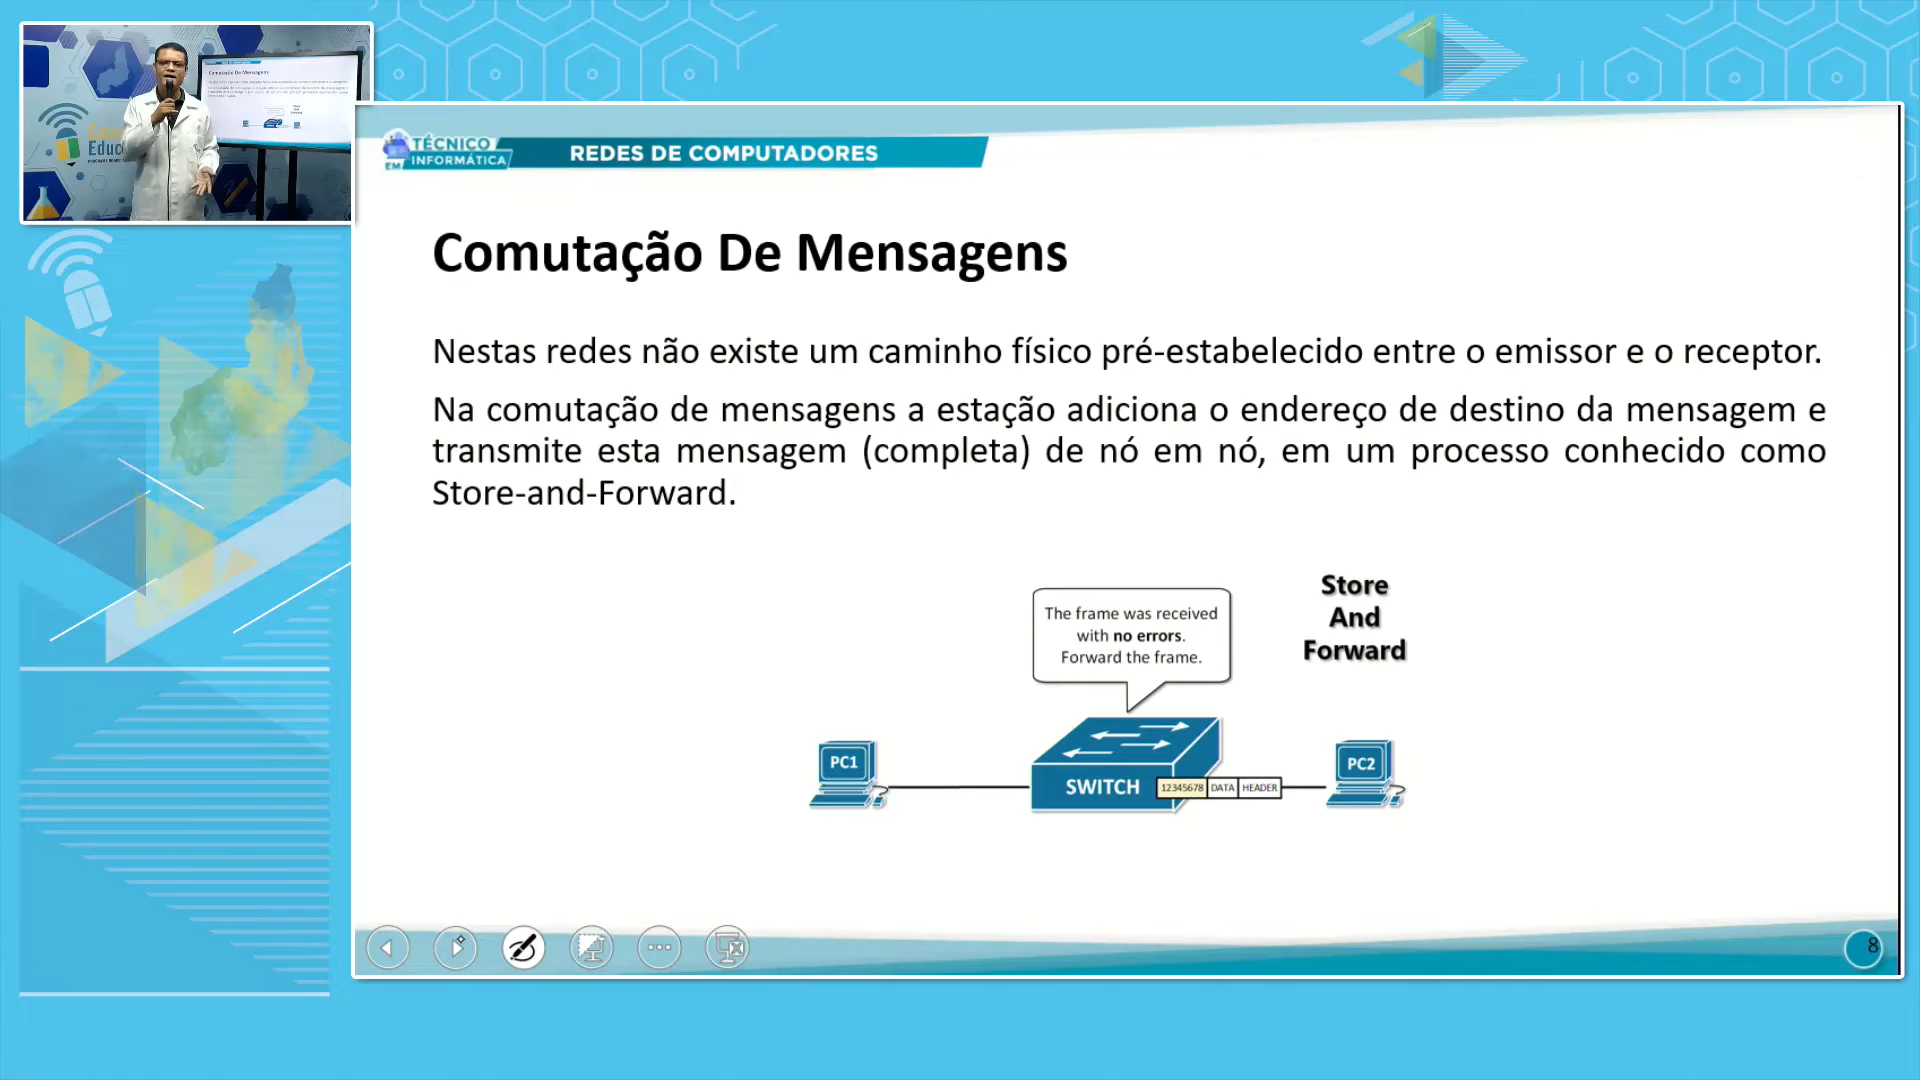 TÉCNICO
EM INFORMÁTICA
REDES DE COMPUTADORES
Comutação De Mensagens
Nestas redes não existe um caminho físico pré-estabelecido entre o emissor e o receptor.
Na comutação de mensagens a estação adiciona o endereço de destino da mensagem e
transmite esta mensagem (completa) de nó em nó, em um processo conhecido como
Store-and-Forward.
The frame was received
with no errors.
Forward the frame.
Store
And
Forward
PC1
SWITCH
12345678 DATA HEADER
PC2
8
Comutação De Mensagens